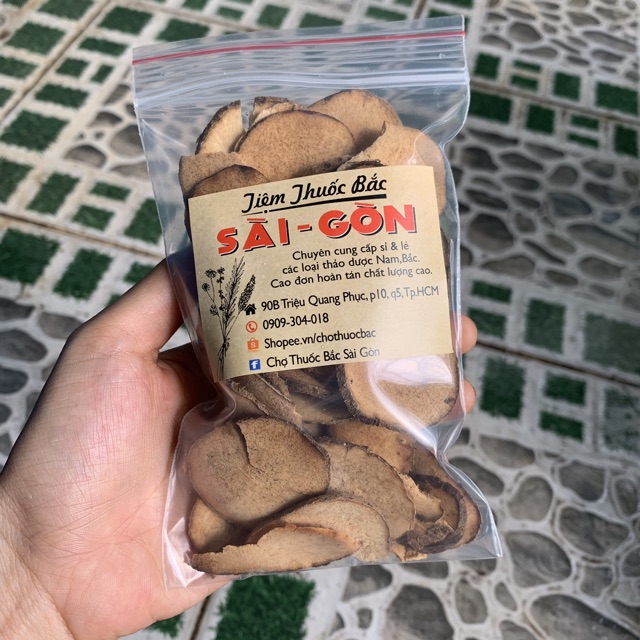 Tiệm Thuốc Bắc
SÀI-GÒN
Chuyên cung cấp sỉ & lẻ
các loại thảo dược Nam,Bắc.
Cao đơn hoàn tán chất lượng cao.
90B Triệu Quang Phục, p10, q5,Tp.HCM
0909-304-018
Shopee.vn/chothuocbac
Chợ Thuốc Bắc Sài Gòn